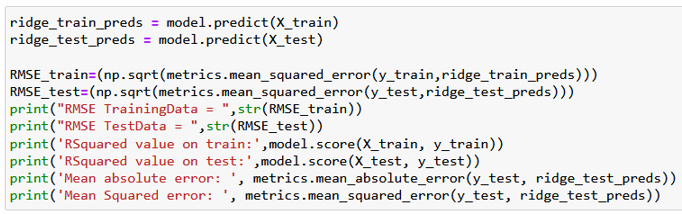 ridge_train_preds = model.predict(X_train)
ridge_test_preds = model.predict(X_test)
RMSE_train=(np.sqrt(metrics.mean_squared_error(y_train,ridge_train_preds)))
RMSE_test=(np.sqrt(metrics.mean_squared_error(y_test,ridge_test_preds)))
print("RMSE TrainingData = ",str(RMSE_train))
print("RMSE TestData = ",str(RMSE_test))
print('RSquared value on train:',model.score(X_train, y_train))
print('RSquared value on test:',model.score(X_test, y_test))
print('Mean absolute error: ', metrics.mean_absolute_error(y_test, ridge_test_preds))
print('Mean Squared error: ', metrics.mean_squared_error(y_test, ridge_test_preds))